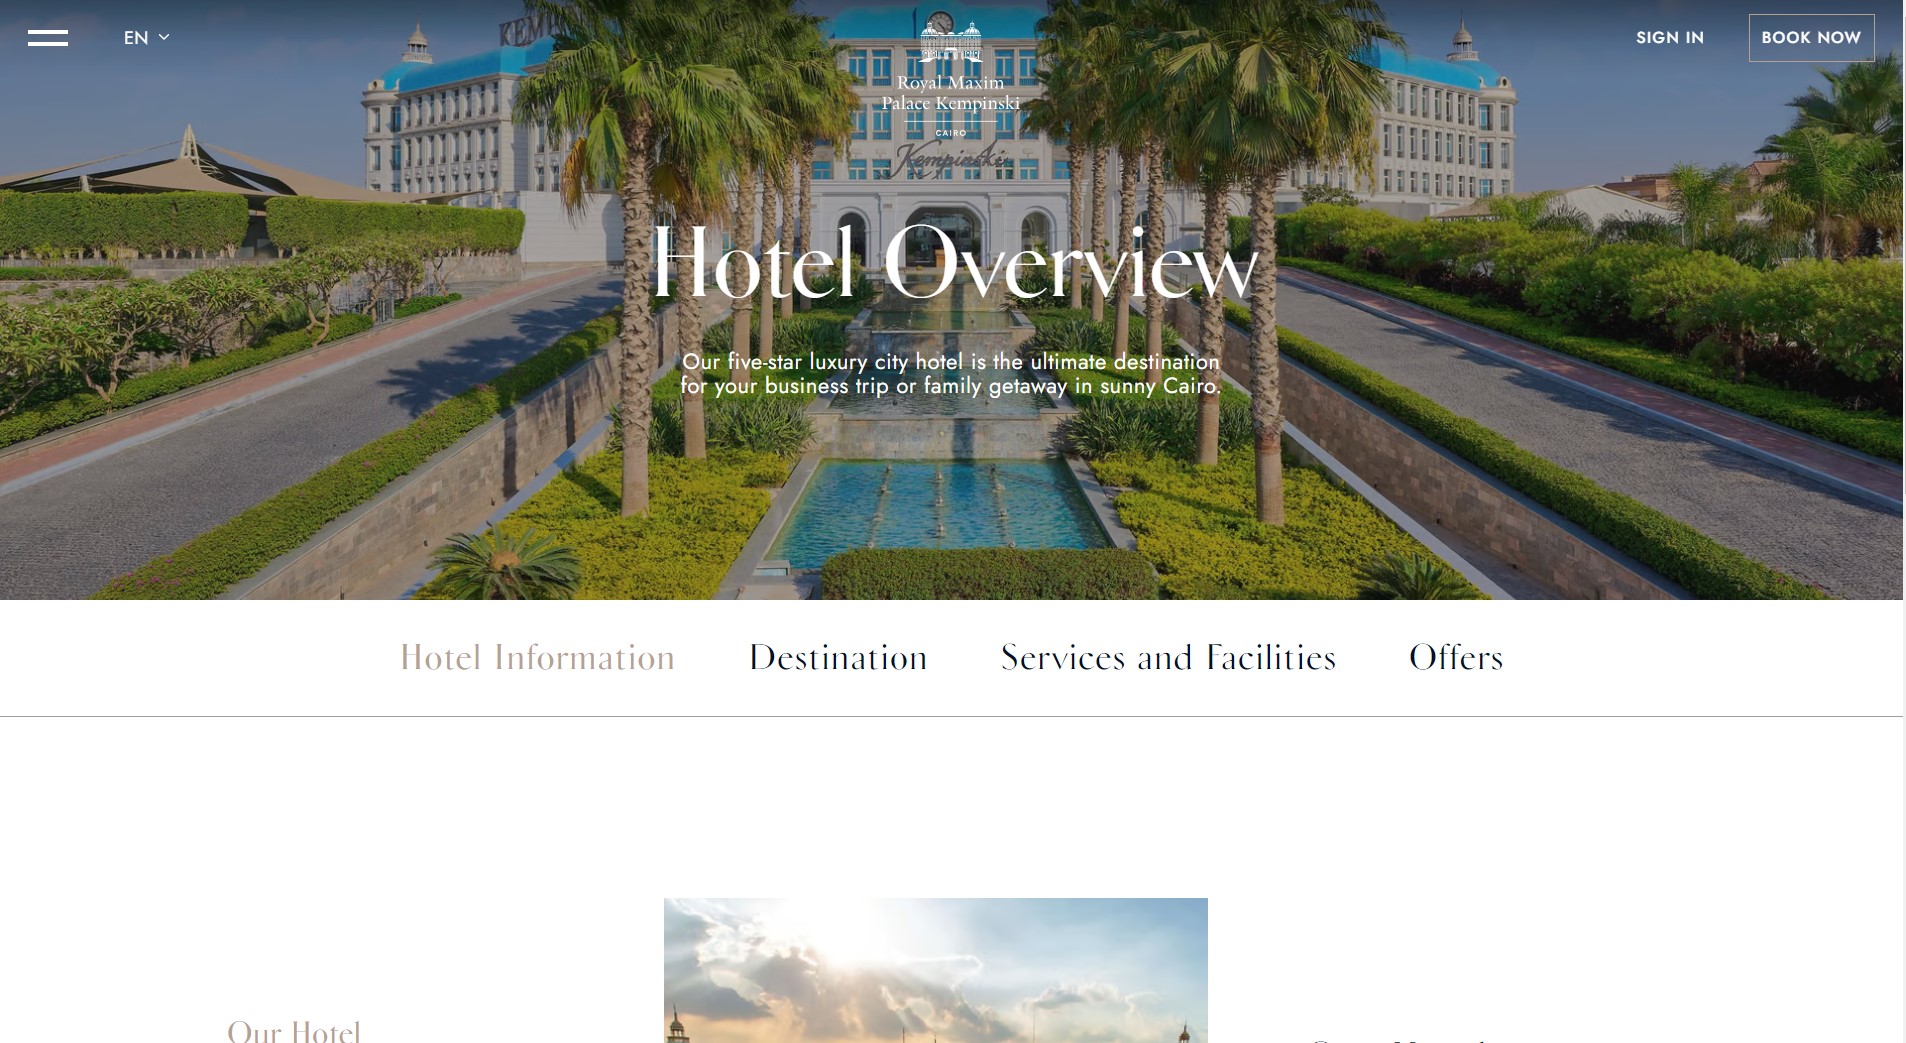 EN
SIGN IN
BOOK NOW
Royal Maxim
Palace Kempinski
CAIRO
Kempinski
Hotel Overview
Our five-star luxury city hotel is the ultimate destination
for your business trip or family getaway in sunny Cairo.
Hotel Information
Destination
Services and Facilities
Offers
Our Hotel